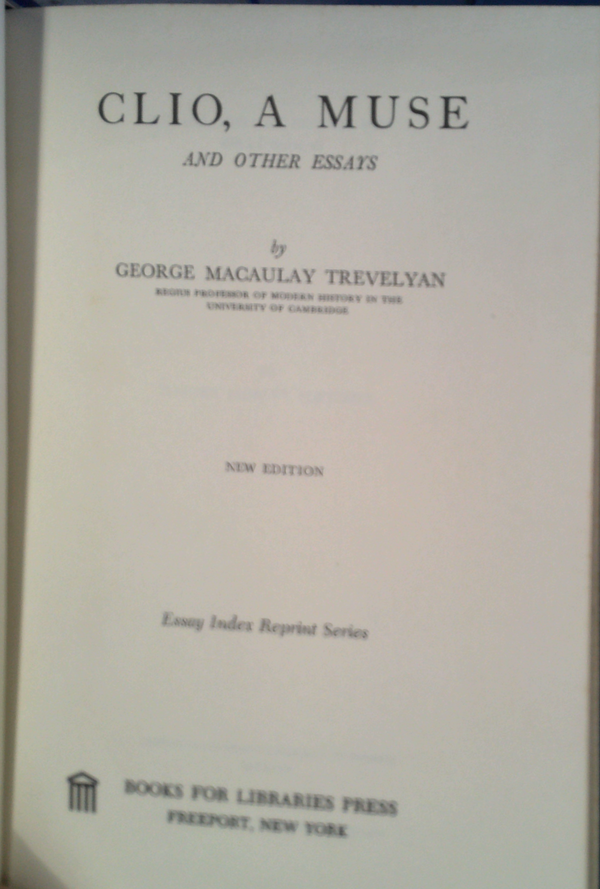 CLIO, A MUSE
AND OTHER ESSAYS
by
GEORGE MACAULAY TREVELYAN
REGIUS PROFESSOR OF MODERN HISTORY IN THE
UNIVERSITY OF CAMBRIDGE
NEW EDITION
Essay Index Reprint Series
BOOKS FOR LIBRARIES PRESS
FREEPORT, NEW YORK